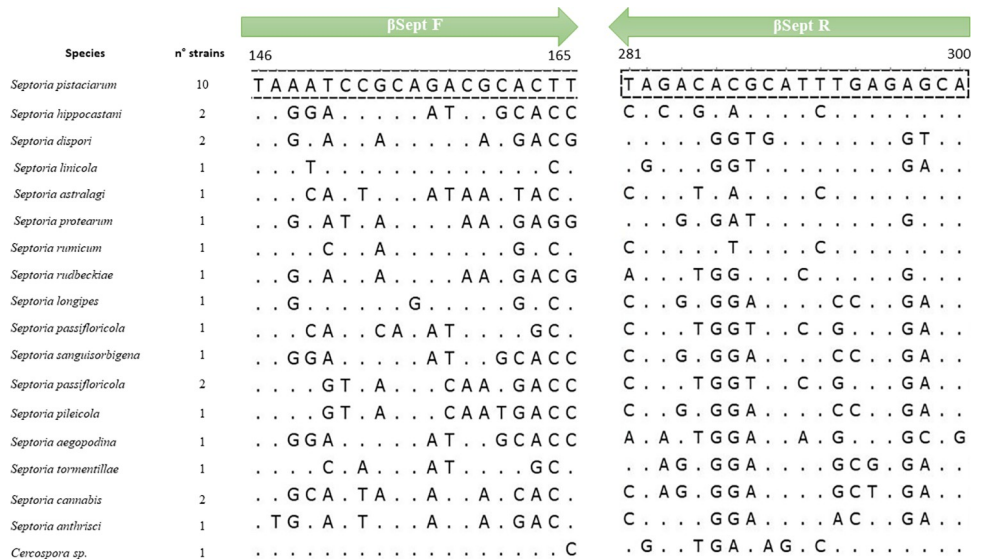 βSept F βSept R
Species n° strains 146 165 281 300
Septoria pistaciarum 10 TAAATCCGCAGACGCACTT TAGACACGCATTTGAGAGCA
Septoria hippocastani 2 ..GGA.....AT..GCACC C.C.G.A....C........
Septoria dispori 2 ..G.A..A.....A.GACG .....GGTG.......GT..
Septoria linicola 1 ...T.............C. .G...GGT........GA..
Septoria astralagi 1 ...CA.T...ATAA.TAC. C...T.A....C........
Septoria protearum 1 ..G.AT.A....AA.GAGG ...G.GAT........G...
Septoria rumicum 1 ....C..A.......G.C. C.....T....C........
Septoria rudbeckiae 1 ..G.A..A....AA.GACG A...TGG...C.....G...
Septoria longipes 1 ..G......G.....G.C. C..G.GGA....CC..GA..
Septoria passifloricola 1 ...CA..CA.AT....GC. C...TGGT..C.G...GA..
Septoria sanguisorbigena 1 ..GGA.....AT..GCACC C..G.GGA....CC..GA..
Septoria passifloricola 2 ....GT.A...CAA.GACC C...TGGT..C.G...GA..
Septoria pileicola 1 ....GT.A...CAATGACC C..G.GGA....CC..GA..
Septoria aegopodina 1 ..GGA.....AT..GCACC A.A.TGGA..A.G...GC.G
Septoria tormentillae 1 ....C.A...AT....GC. ..AG.GGA....GCG.GA..
Septoria cannabis 2 ..GCA.TA..A..A.CAC. C.AG.GGA....GCT.GA..
Septoria anthrisci 1 .TG.A.T...A..A.GAC. C....GGA....AC..GA..
Cercospora sp. 1 ..................C .G..TGA.AG.C........